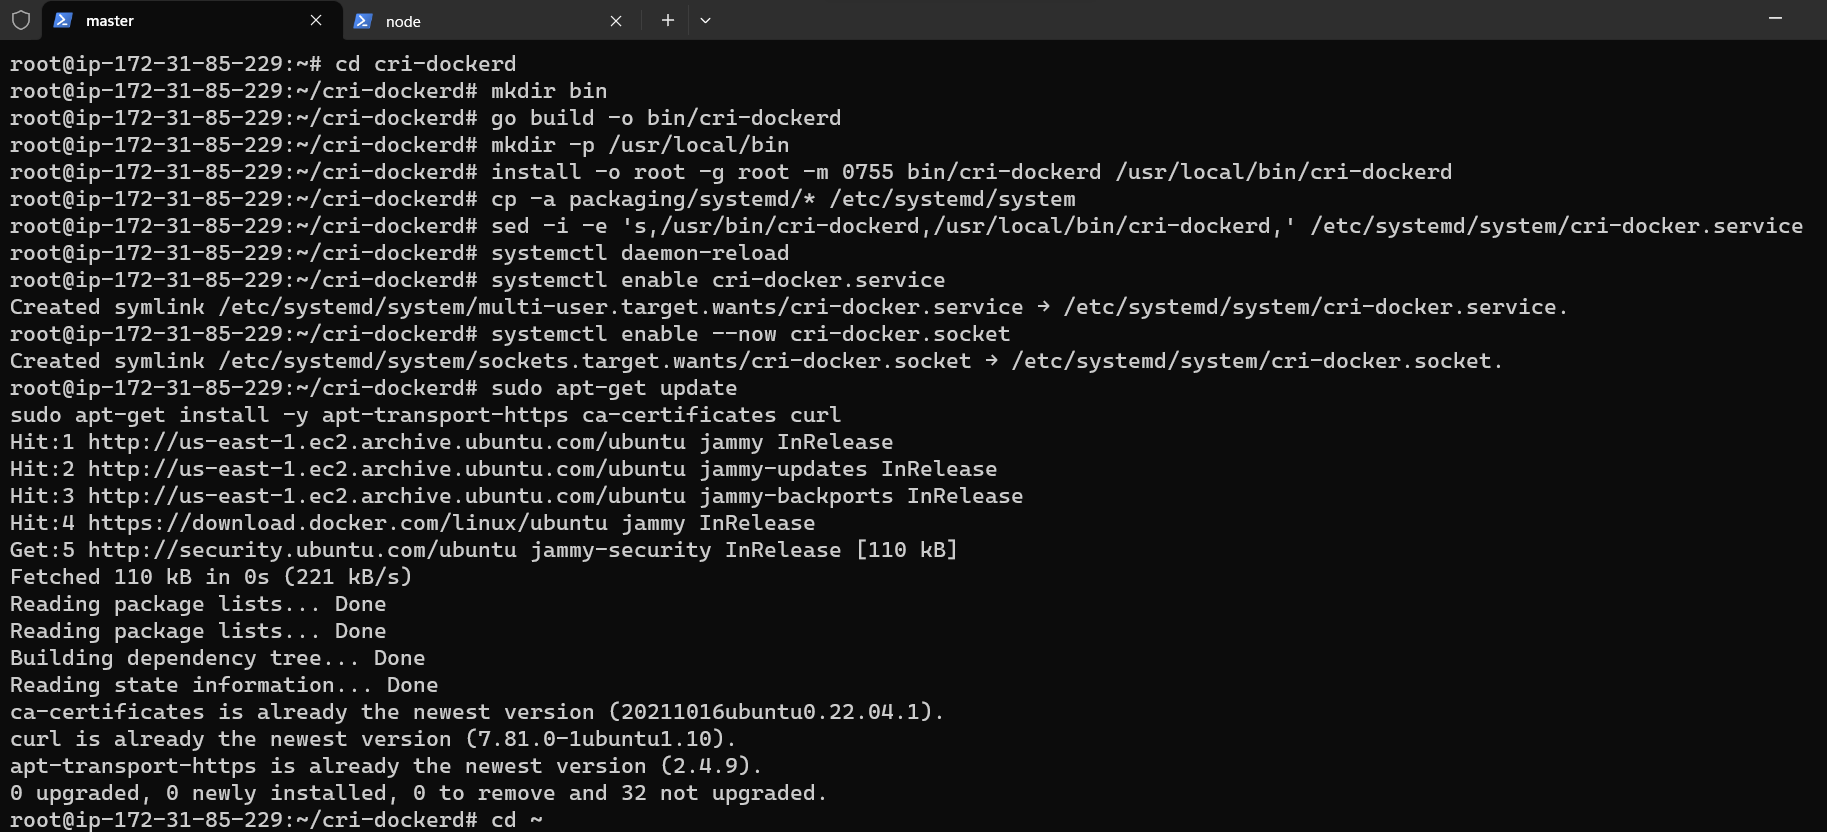 master
node
root@ip-172-31-85-229:~# cd cri-dockerd
root@ip-172-31-85-229:~/cri-dockerd# mkdir bin
root@ip-172-31-85-229:~/cri-dockerd# go build -o bin/cri-dockerd
root@ip-172-31-85-229:~/cri-dockerd# mkdir -p /usr/local/bin
root@ip-172-31-85-229:~/cri-dockerd# install -o root -g root -m 0755 bin/cri-dockerd /usr/local/bin/cri-dockerd
root@ip-172-31-85-229:~/cri-dockerd# cp -a packaging/systemd/* /etc/systemd/system
root@ip-172-31-85-229:~/cri-dockerd# sed -i -e 's,/usr/bin/cri-dockerd,/usr/local/bin/cri-dockerd,' /etc/systemd/system/cri-docker.service
root@ip-172-31-85-229:~/cri-dockerd# systemctl daemon-reload
root@ip-172-31-85-229:~/cri-dockerd# systemctl enable cri-docker.service
Created symlink /etc/systemd/system/multi-user.target.wants/cri-docker.service → /etc/systemd/system/cri-docker.service.
root@ip-172-31-85-229:~/cri-dockerd# systemctl enable --now cri-docker.socket
Created symlink /etc/systemd/system/sockets.target.wants/cri-docker.socket → /etc/systemd/system/cri-docker.socket.
root@ip-172-31-85-229:~/cri-dockerd# sudo apt-get update
sudo apt-get install -y apt-transport-https ca-certificates curl
Hit:1 http://us-east-1.ec2.archive.ubuntu.com/ubuntu jammy InRelease
Hit:2 http://us-east-1.ec2.archive.ubuntu.com/ubuntu jammy-updates InRelease
Hit:3 http://us-east-1.ec2.archive.ubuntu.com/ubuntu jammy-backports InRelease
Hit:4 https://download.docker.com/linux/ubuntu jammy InRelease
Get:5 http://security.ubuntu.com/ubuntu jammy-security InRelease [110 kB]
Fetched 110 kB in 0s (221 kB/s)
Reading package lists... Done
Reading package lists... Done
Building dependency tree... Done
Reading state information... Done
ca-certificates is already the newest version (20211016ubuntu0.22.04.1).
curl is already the newest version (7.81.0-1ubuntu1.10).
apt-transport-https is already the newest version (2.4.9).
0 upgraded, 0 newly installed, 0 to remove and 32 not upgraded.
root@ip-172-31-85-229:~/cri-dockerd# cd ~